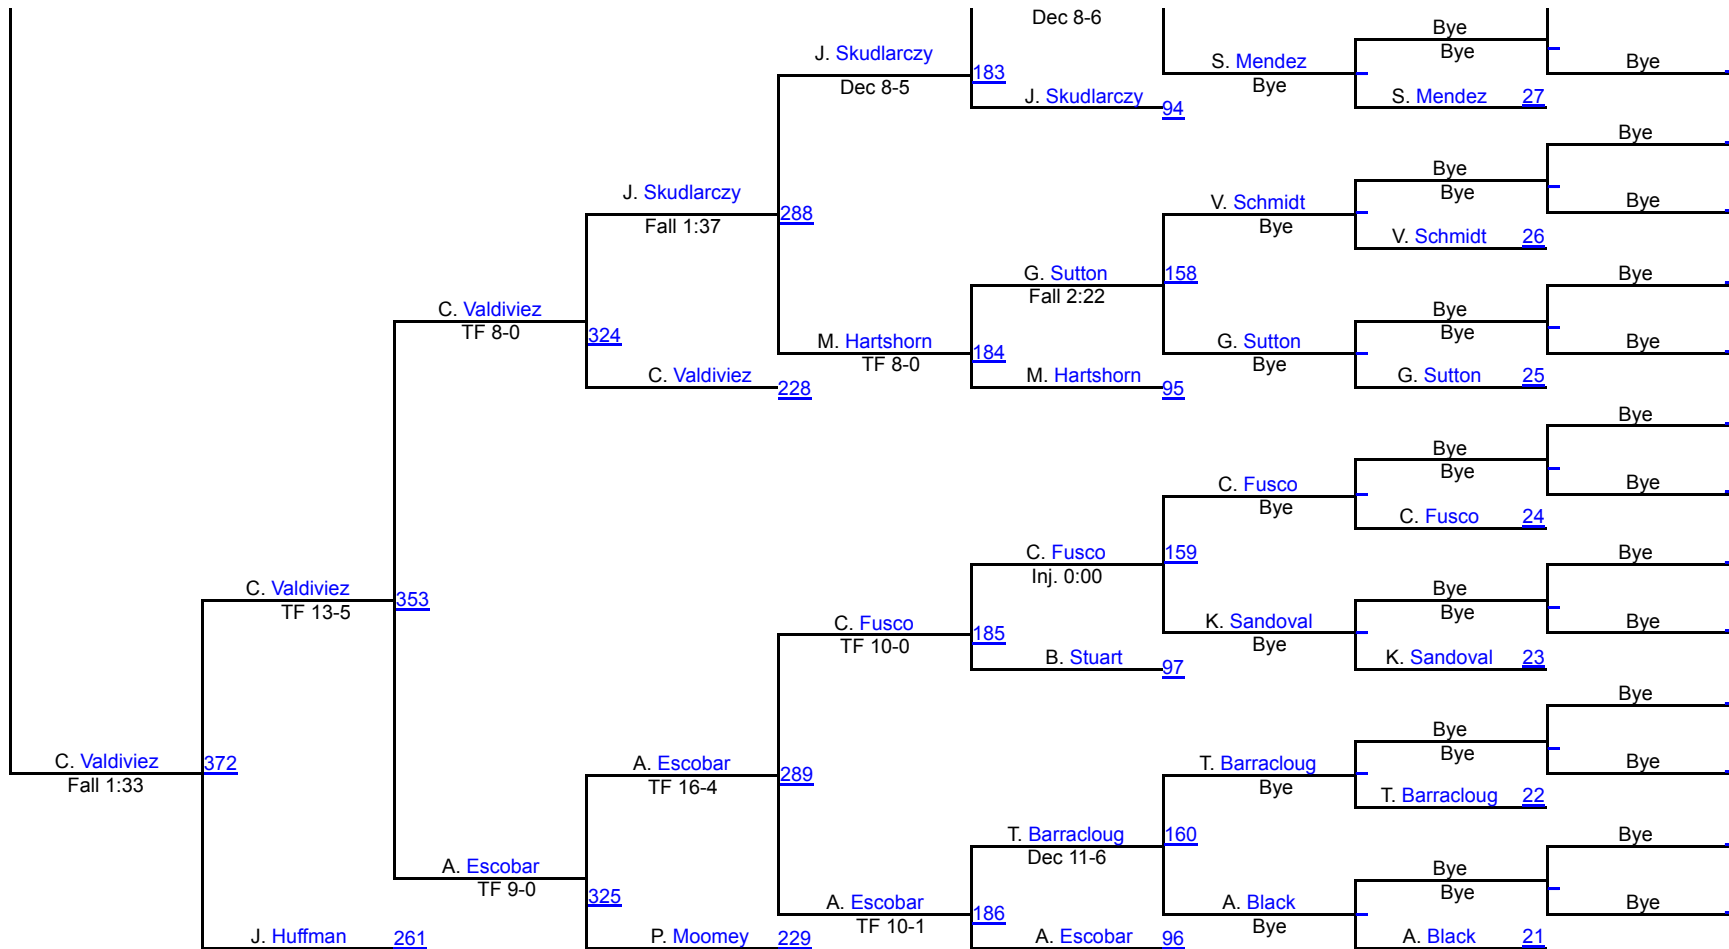 Dec 8-6
Bye
Bye
J. Skudlarczy
S. Mendez
Bye
183
Dec 8-5
Bye
J. Skudlarczy
94
S. Mendez 27
Bye
Bye
Bye
J. Skudlarczy
V. Schmidt
Bye
288
Fall 1:37
Bye
V. Schmidt 26
G. Sutton
158
Bye
Fall 2:22
C. Valdiviez
Bye
TF 8-0
Bye
324
M. Hartshorn
G. Sutton
Bye
184
TF 8-0
Bye
C. Valdiviez
228
M. Hartshorn
95
G. Sutton 25
Bye
Bye
Bye
C. Fusco
Bye
Bye
C. Fusco 24
C. Fusco
159
Bye
Inj. 0:00
C. Valdiviez
353
Bye
TF 13-5
Bye
C. Fusco
K. Sandoval
Bye
185
TF 10-0
Bye
B. Stuart
97
K. Sandoval 23
Bye
Bye
Bye
C. Valdiviez
372
A. Escobar
T. Barracloug
Bye
289
Fall 1:33
TF 16-4
Bye
T. Barracloug 22
T. Barracloug
160
Bye
Dec 11-6
A. Escobar
Bye
TF 9-0
Bye
325
A. Escobar
A. Black
Bye
186
TF 10-1
Bye
J. Huffman
261
P. Moomey
229
A. Escobar
96
A. Black 21